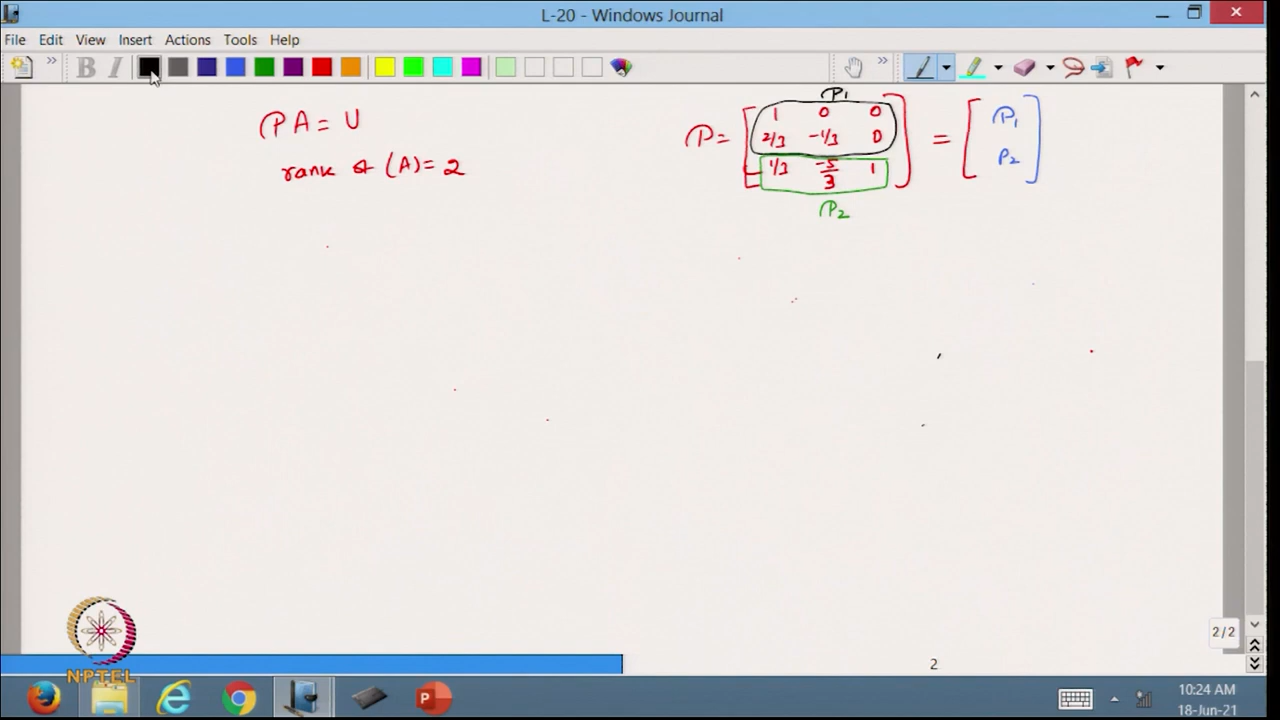 L-20 - Windows Journal
File Edit View Insert Actions Tools Help
B I
PA = U
rank of (A) = 2
P = [ 1 0 0
2/3 -1/3 0
1/3 -5/3 1 ] = [ P1
P2 ]
P1
P2
2/2
2
NPTEL
10:24 AM
18-Jun-21